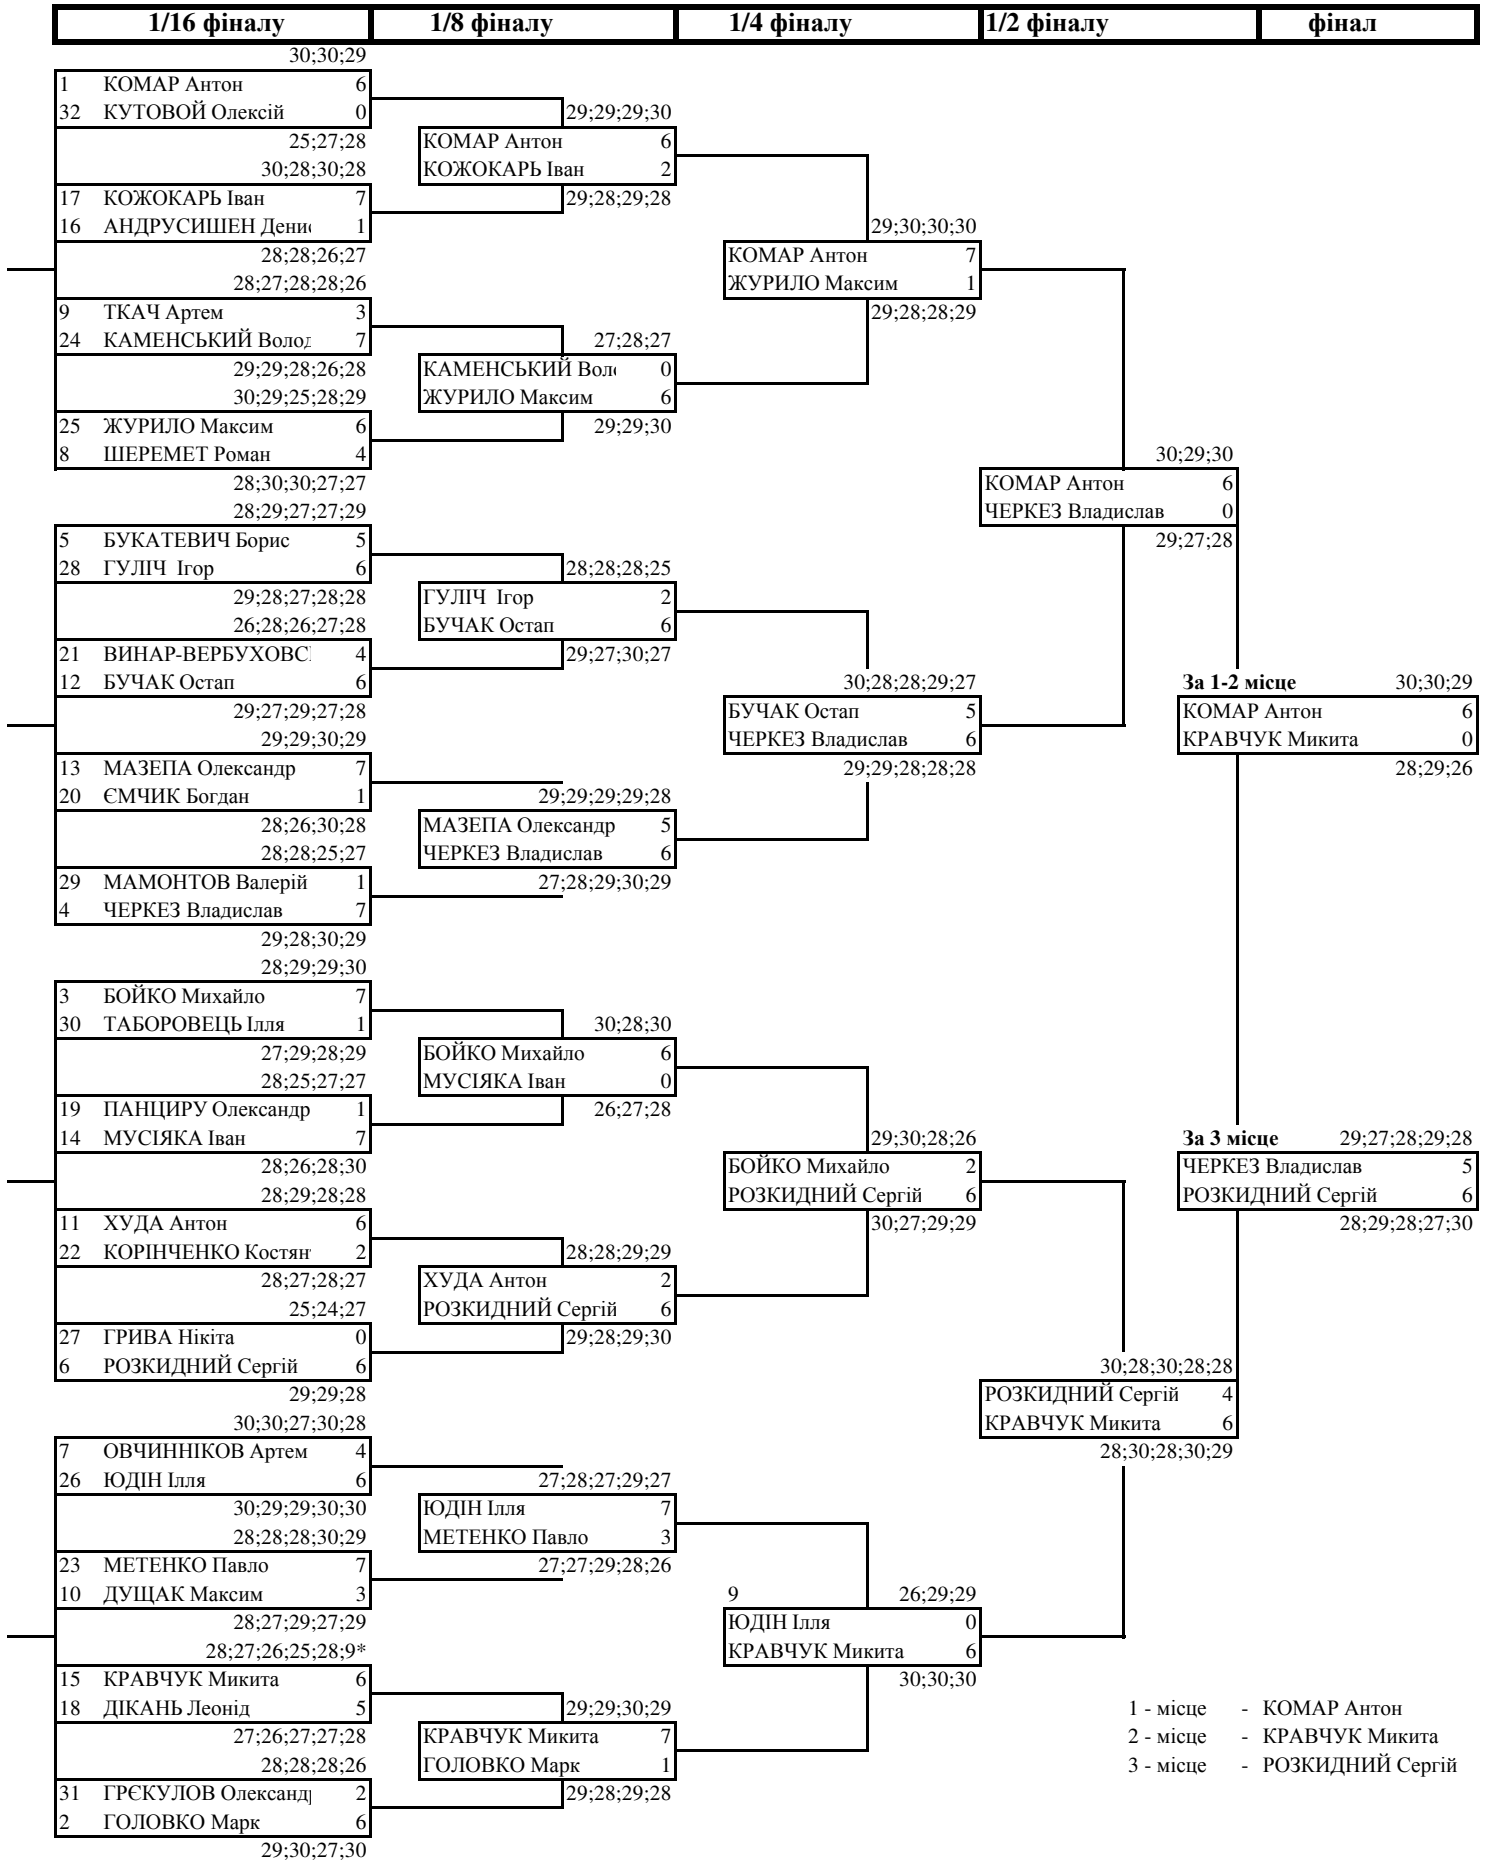 1/16 фіналу 1/8 фіналу 1/4 фіналу 1/2 фіналу фінал
30;30;29
1 КОМАР Антон 6
32 КУТОВОЙ Олексій 0
25;27;28
30;28;30;28
17 КОЖОКАРЬ Іван 7
16 АНДРУСИШЕН Дени 1
28;28;26;27
28;27;28;28;26
9 ТКАЧ Артем 3
24 КАМЕНСЬКИЙ Волод 7
29;29;28;26;28
30;29;25;28;29
25 ЖУРИЛО Максим 6
8 ШЕРЕМЕТ Роман 4
28;30;30;27;27
28;29;27;27;29
5 БУКАТЕВИЧ Борис 5
28 ГУЛІЧ Ігор 6
29;28;27;28;28
26;28;26;27;28
21 ВИНАР-ВЕРБУХОВС 4
12 БУЧАК Остап 6
29;27;29;27;28
29;29;30;29
13 МАЗЕПА Олександр 7
20 ЄМЧИК Богдан 1
28;26;30;28
28;28;25;27
29 МАМОНТОВ Валерій 1
4 ЧЕРКЕЗ Владислав 7
29;28;30;29
28;29;29;30
3 БОЙКО Михайло 7
30 ТАБОРОВЕЦЬ Ілля 1
27;29;28;29
28;25;27;27
19 ПАНЦИРУ Олександр 1
14 МУСІЯКА Іван 7
28;26;28;30
28;29;28;28
11 ХУДА Антон 6
22 КОРІНЧЕНКО Костян 2
28;27;28;27
25;24;27
27 ГРИВА Нікіта 0
6 РОЗКИДНИЙ Сергій 6
29;29;28
30;30;27;30;28
7 ОВЧИННІКОВ Артем 4
26 ЮДІН Ілля 6
30;29;29;30;30
28;28;28;30;29
23 МЕТЕНКО Павло 7
10 ДУЩАК Максим 3
28;27;29;27;29
28;27;26;25;28;9*
15 КРАВЧУК Микита 6
18 ДІКАНЬ Леонід 5
27;26;27;27;28
28;28;28;26
31 ГРЄКУЛОВ Олександ 2
2 ГОЛОВКО Марк 6
29;30;27;30
29;29;29;30
КОМАР Антон 6
КОЖОКАРЬ Іван 2
29;28;29;28
27;28;27
КАМЕНСЬКИЙ Вол 0
ЖУРИЛО Максим 6
29;29;30
28;28;28;25
ГУЛІЧ Ігор 2
БУЧАК Остап 6
29;27;30;27
29;29;29;29;28
МАЗЕПА Олександр 5
ЧЕРКЕЗ Владислав 6
27;28;29;30;29
30;28;30
БОЙКО Михайло 6
МУСІЯКА Іван 0
26;27;28
28;28;29;29
ХУДА Антон 2
РОЗКИДНИЙ Сергій 6
29;28;29;30
27;28;27;29;27
ЮДІН Ілля 7
МЕТЕНКО Павло 3
27;27;29;28;26
29;29;30;29
КРАВЧУК Микита 7
ГОЛОВКО Марк 1
29;28;29;28
29;30;30;30
КОМАР Антон 7
ЖУРИЛО Максим 1
29;28;28;29
30;28;28;29;27
БУЧАК Остап 5
ЧЕРКЕЗ Владислав 6
29;29;28;28;28
29;30;28;26
БОЙКО Михайло 2
РОЗКИДНИЙ Сергій 6
30;27;29;29
9 26;29;29
ЮДІН Ілля 0
КРАВЧУК Микита 6
30;30;30
30;29;30
КОМАР Антон 6
ЧЕРКЕЗ Владислав 0
29;27;28
30;28;30;28;28
РОЗКИДНИЙ Сергій 4
КРАВЧУК Микита 6
28;30;28;30;29
За 1-2 місце 30;30;29
КОМАР Антон 6
КРАВЧУК Микита 0
28;29;26
За 3 місце 29;27;28;29;28
ЧЕРКЕЗ Владислав 5
РОЗКИДНИЙ Сергій 6
28;29;28;27;30
1 - місце - КОМАР Антон
2 - місце - КРАВЧУК Микита
3 - місце - РОЗКИДНИЙ Сергій